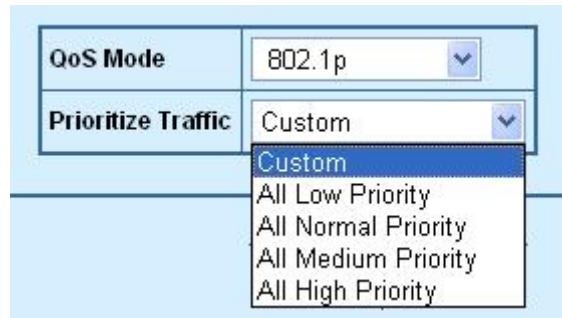 QoS Mode 802.1p
Prioritize Traffic Custom
Custom
All Low Priority
All Normal Priority
All Medium Priority
All High Priority